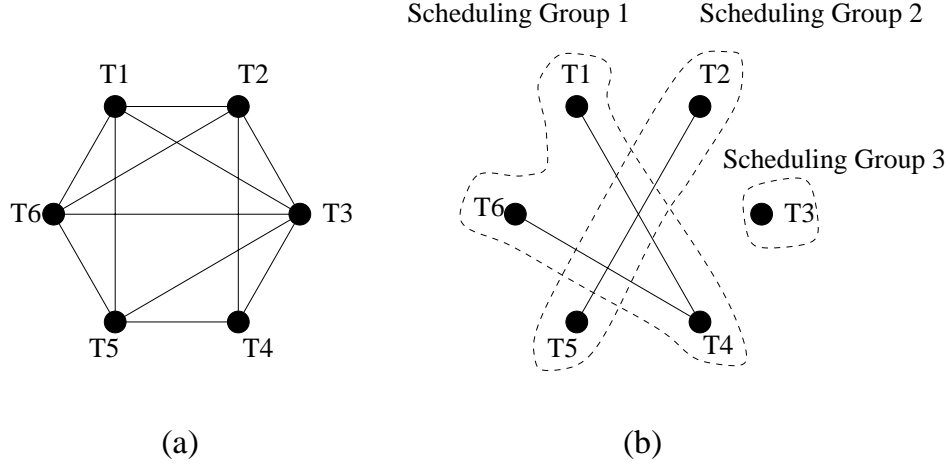 Scheduling Group 1
Scheduling Group 2
T1
T2
T6
T3
T5
T4
(a)
T1
T2
Scheduling Group 3
T6
T3
T5
T4
(b)